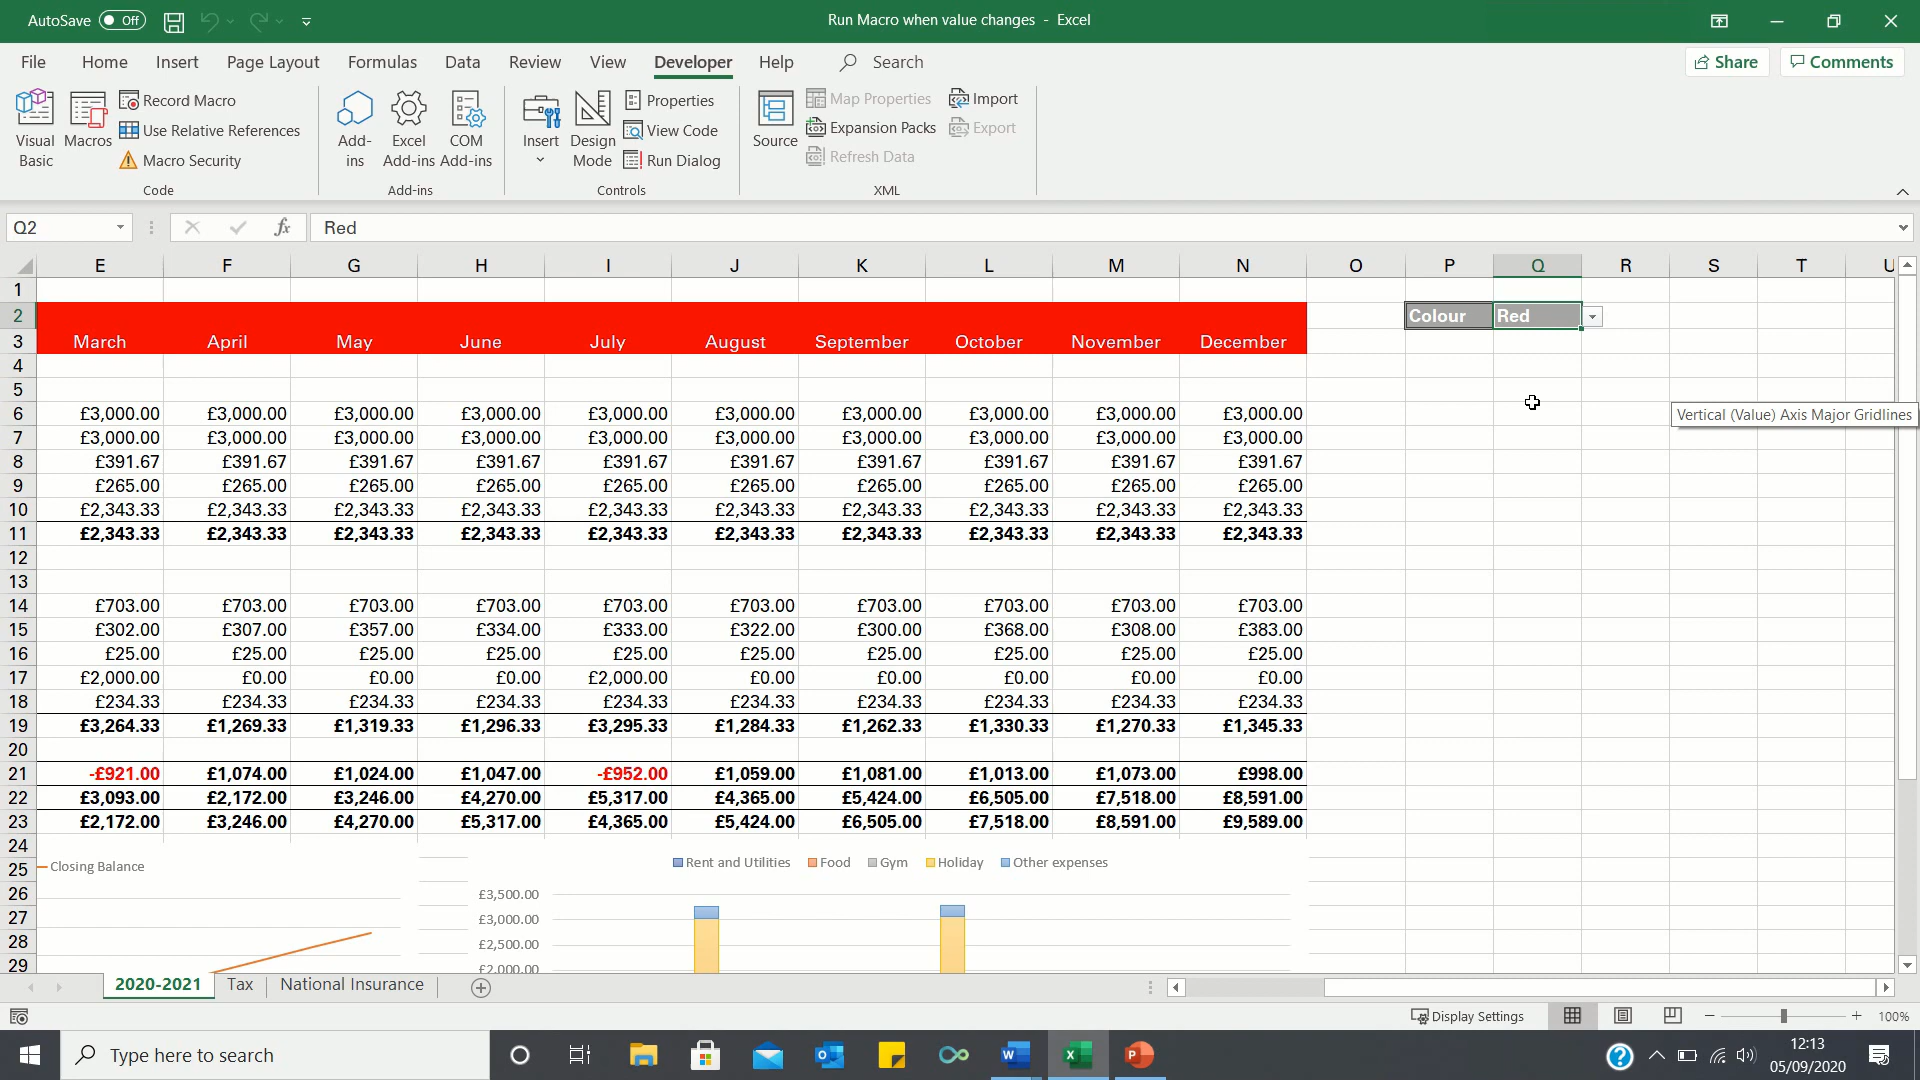 AutoSave Off
Run Macro when value changes - Excel
File Home Insert Page Layout Formulas Data Review View Developer Help Search Share Comments
Visual Basic
Macros
Record Macro
Use Relative References
Macro Security
Code
Add-ins
Excel Add-ins
COM Add-ins
Add-ins
Insert
Design Mode
Properties
View Code
Run Dialog
Controls
Source
Map Properties
Expansion Packs
Refresh Data
Import
Export
XML
Q2 fx Red
E F G H I J K L M N O P Q R S T U
1
2 Colour Red
3 March April May June July August September October November December
4
5
6 £3,000.00 £3,000.00 £3,000.00 £3,000.00 £3,000.00 £3,000.00 £3,000.00 £3,000.00 £3,000.00 £3,000.00
Vertical (Value) Axis Major Gridlines
7 £3,000.00 £3,000.00 £3,000.00 £3,000.00 £3,000.00 £3,000.00 £3,000.00 £3,000.00 £3,000.00 £3,000.00
8 £391.67 £391.67 £391.67 £391.67 £391.67 £391.67 £391.67 £391.67 £391.67 £391.67
9 £265.00 £265.00 £265.00 £265.00 £265.00 £265.00 £265.00 £265.00 £265.00 £265.00
10 £2,343.33 £2,343.33 £2,343.33 £2,343.33 £2,343.33 £2,343.33 £2,343.33 £2,343.33 £2,343.33 £2,343.33
11 £2,343.33 £2,343.33 £2,343.33 £2,343.33 £2,343.33 £2,343.33 £2,343.33 £2,343.33 £2,343.33 £2,343.33
12
13
14 £703.00 £703.00 £703.00 £703.00 £703.00 £703.00 £703.00 £703.00 £703.00 £703.00
15 £302.00 £307.00 £357.00 £334.00 £333.00 £322.00 £300.00 £368.00 £308.00 £383.00
16 £25.00 £25.00 £25.00 £25.00 £25.00 £25.00 £25.00 £25.00 £25.00 £25.00
17 £2,000.00 £0.00 £0.00 £0.00 £2,000.00 £0.00 £0.00 £0.00 £0.00 £0.00
18 £234.33 £234.33 £234.33 £234.33 £234.33 £234.33 £234.33 £234.33 £234.33 £234.33
19 £3,264.33 £1,269.33 £1,319.33 £1,296.33 £3,295.33 £1,284.33 £1,262.33 £1,330.33 £1,270.33 £1,345.33
20
21 -£921.00 £1,074.00 £1,024.00 £1,047.00 -£952.00 £1,059.00 £1,081.00 £1,013.00 £1,073.00 £998.00
22 £3,093.00 £2,172.00 £3,246.00 £4,270.00 £5,317.00 £4,365.00 £5,424.00 £6,505.00 £7,518.00 £8,591.00
23 £2,172.00 £3,246.00 £4,270.00 £5,317.00 £4,365.00 £5,424.00 £6,505.00 £7,518.00 £8,591.00 £9,589.00
24
25
26
27
28
29
Closing Balance
Rent and Utilities Food Gym Holiday Other expenses
£3,500.00
£3,000.00
£2,500.00
£2,000.00
2020-2021 Tax National Insurance
Display Settings 100%
Type here to search
12:13
05/09/2020